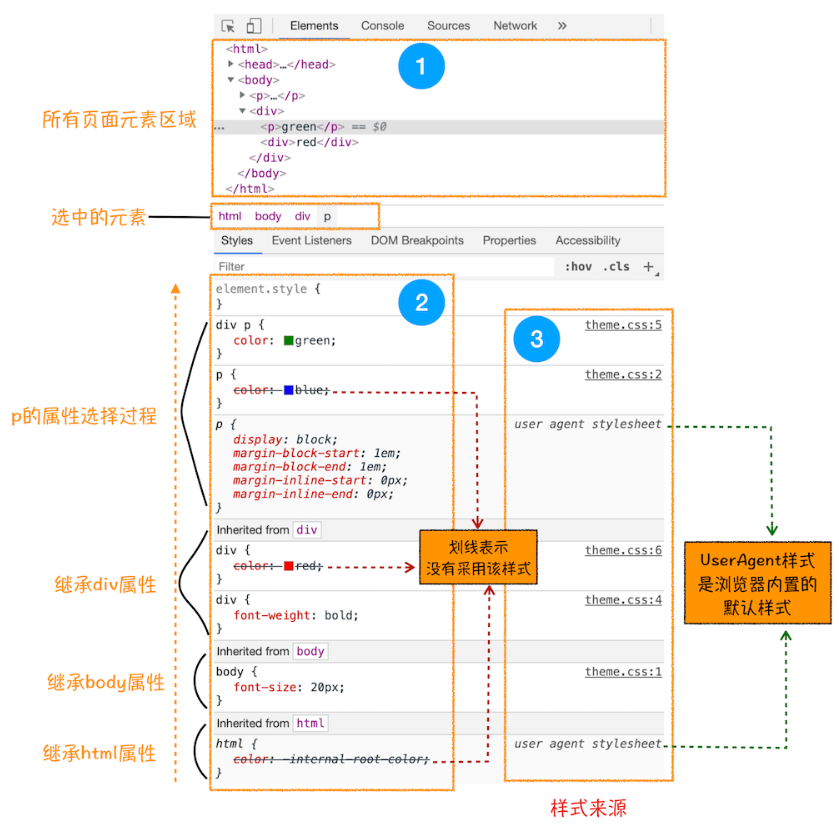 Elements Console Sources Network »
<html>
▶<head>…</head>
▼<body>
▶<p>…</p>
▼<div>
所有页面元素区域
… <p>green</p> == $0
<div>red</div>
</div>
</body>
</html>
1
选中的元素
html body div p
Styles Event Listeners DOM Breakpoints Properties Accessibility
Filter :hov .cls +
element.style {
}
2
div p { theme.css:5
color: green;
}
3
p { theme.css:2
color: blue;
}
p的属性选择过程
p { user agent stylesheet
display: block;
margin-block-start: 1em;
margin-block-end: 1em;
margin-inline-start: 0px;
margin-inline-end: 0px;
}
Inherited from div
div { theme.css:6
color: red;
}
划线表示
没有采用该样式
UserAgent样式
是浏览器内置的
默认样式
继承div属性
div { theme.css:4
font-weight: bold;
}
Inherited from body
继承body属性
body { theme.css:1
font-size: 20px;
}
Inherited from html
继承html属性
html { user agent stylesheet
color: -internal-root-color;
}
样式来源